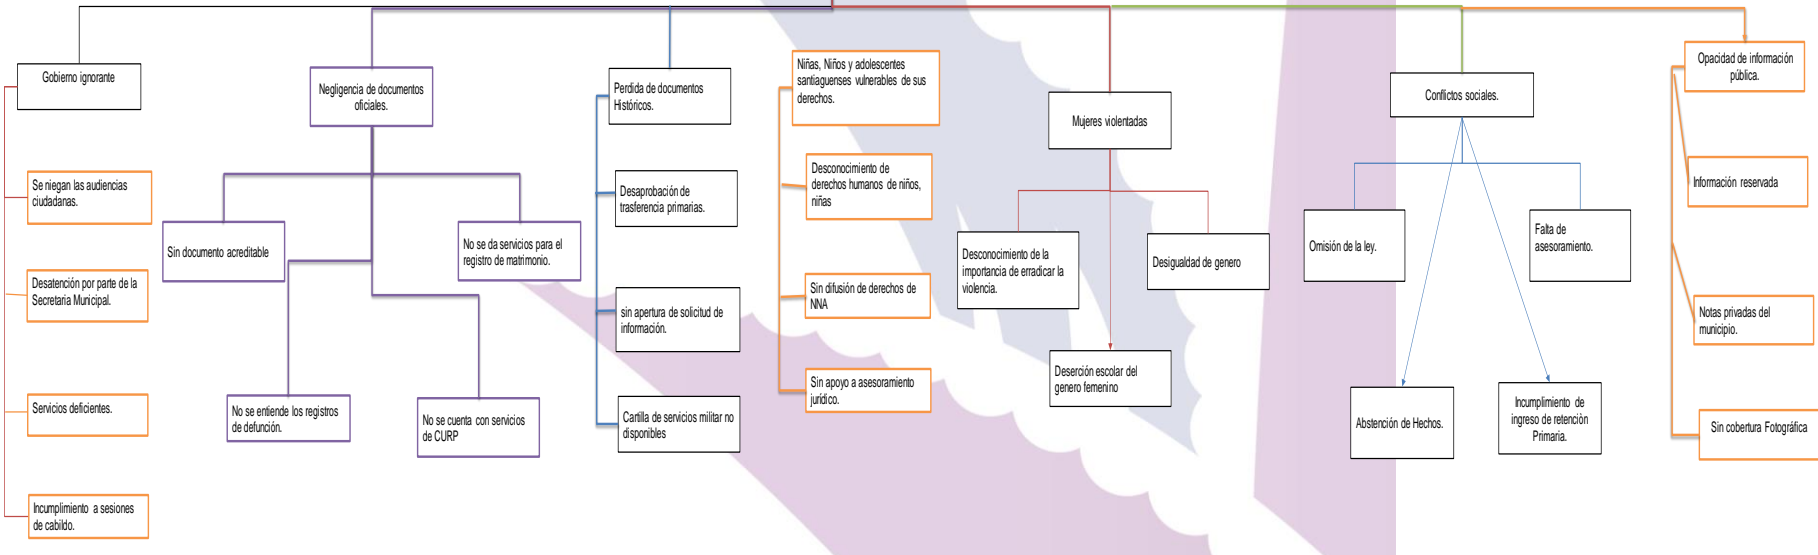 Gobierno ignorante
Se niegan las audiencias
ciudadanas.
Desatención por parte de la
Secretaria Municipal.
Servicios deficientes.
Incumplimiento a sesiones
de cabildo.
Negligencia de documentos
oficiales.
Sin documento acreditable
No se da servicios para el
registro de matrimonio.
No se entiende los registros
de defunción.
No se cuenta con servicios
de CURP
Perdida de documentos
Históricos.
Desaprobación de
trasferencia primarias.
sin apertura de solicitud de
información.
Cartilla de servicios militar no
disponibles
Niñas, Niños y adolescentes
santiaguenses vulnerables de sus
derechos.
Desconocimiento de
derechos humanos de niños,
niñas
Sin difusión de derechos de
NNA
Sin apoyo a asesoramiento
jurídico.
Mujeres violentadas
Desconocimiento de la
importancia de erradicar la
violencia.
Desigualdad de genero
Deserción escolar del
genero femenino
Conflictos sociales.
Omisión de la ley.
Falta de
asesoramiento.
Abstención de Hechos.
Incumplimiento de
ingreso de retenciòn
Primaria.
Opacidad de información
pública.
Información reservada
Notas privadas del
municipio.
Sin cobertura Fotográfica